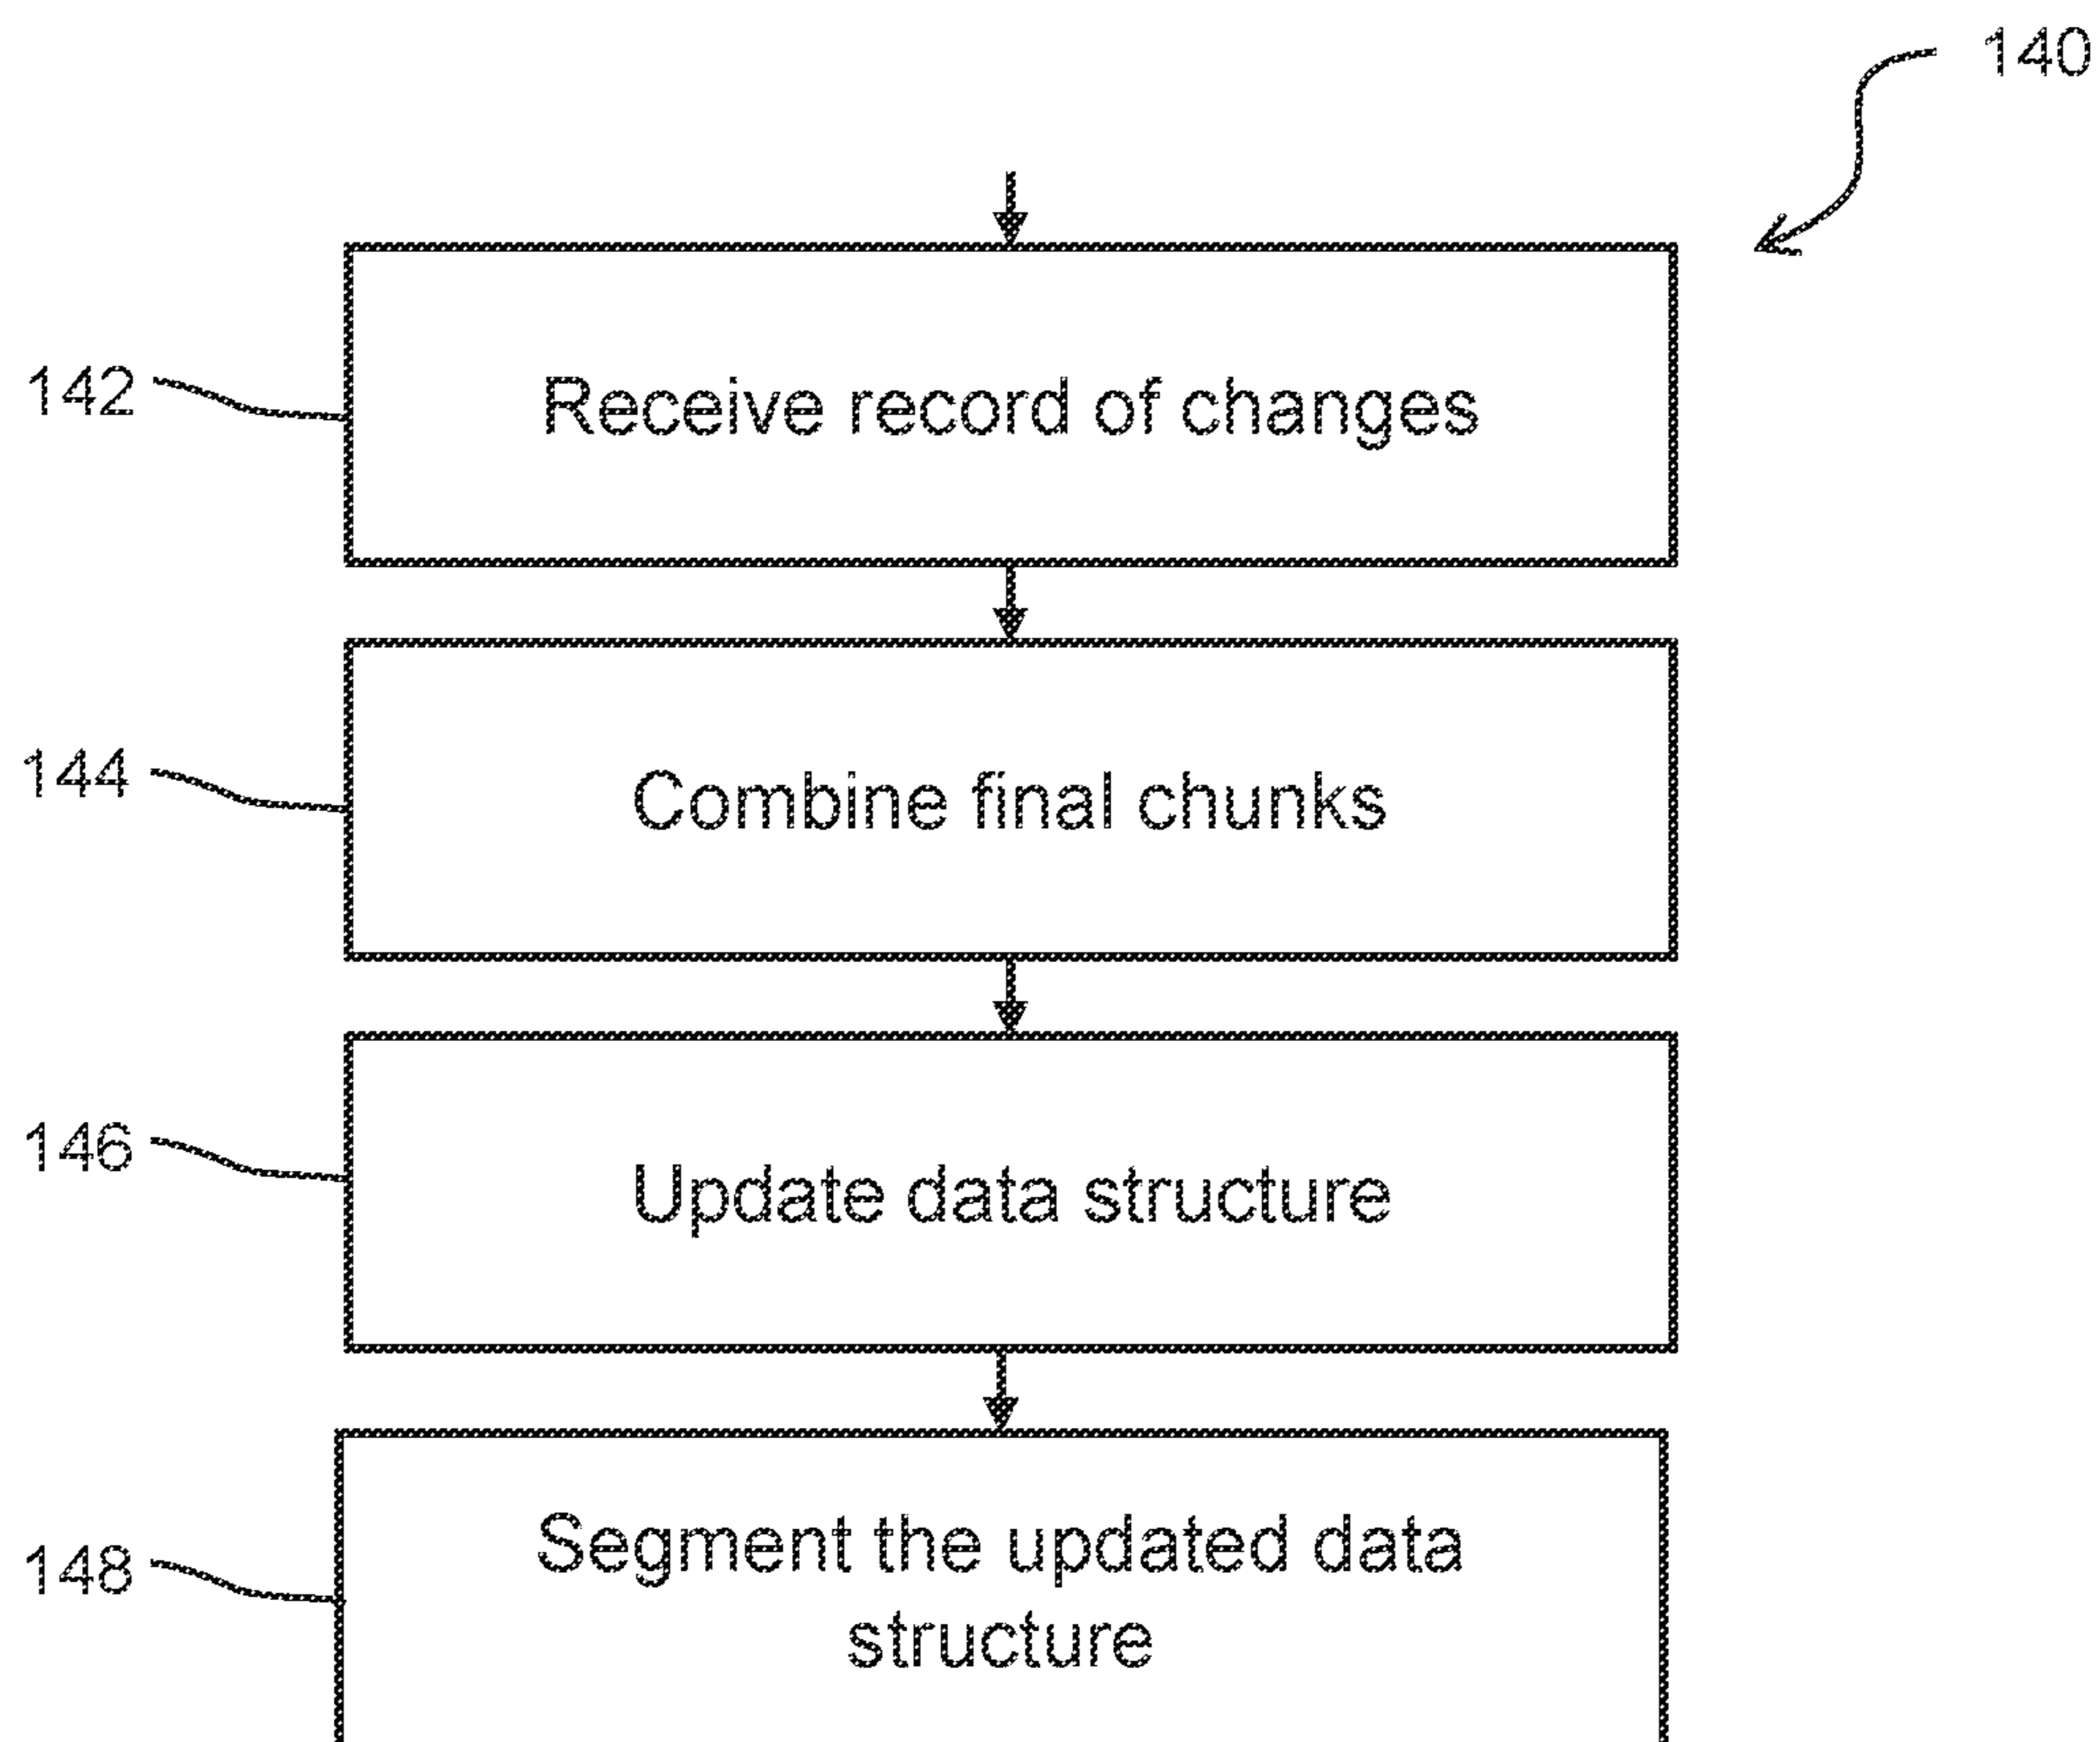 140
142
Receive record of changes
144
Combine final chunks
146
Update data structure
148
Segment the updated data
structure